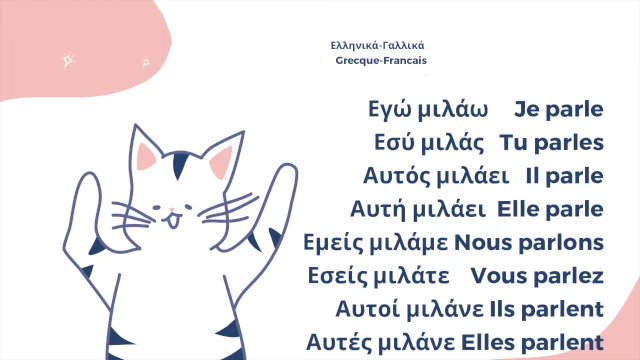 Ελληνικά-Γαλλικά
Grecque-Francais
Εγώ μιλάω Je parle
Εσύ μιλάς Tu parles
Αυτός μιλάει Il parle
Αυτή μιλάει Elle parle
Εμείς μιλάμε Nous parlons
Εσείς μιλάτε Vous parlez
Αυτοί μιλάνε Ils parlent
Αυτές μιλάνε Elles parlent